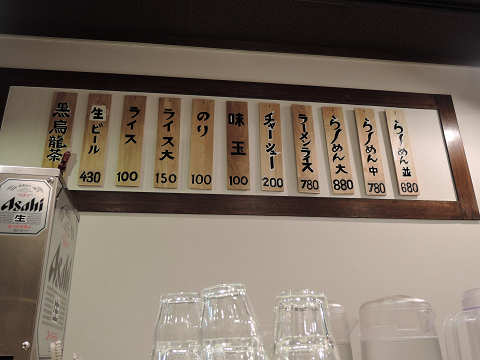 らーめん並 680
らーめん中 780
らーめん大 880
ラーメンライス 780
チャーシュー 200
味玉 100
のり 100
ライス大 150
ライス 100
生ビール 430
黒烏龍茶
Asahi
生